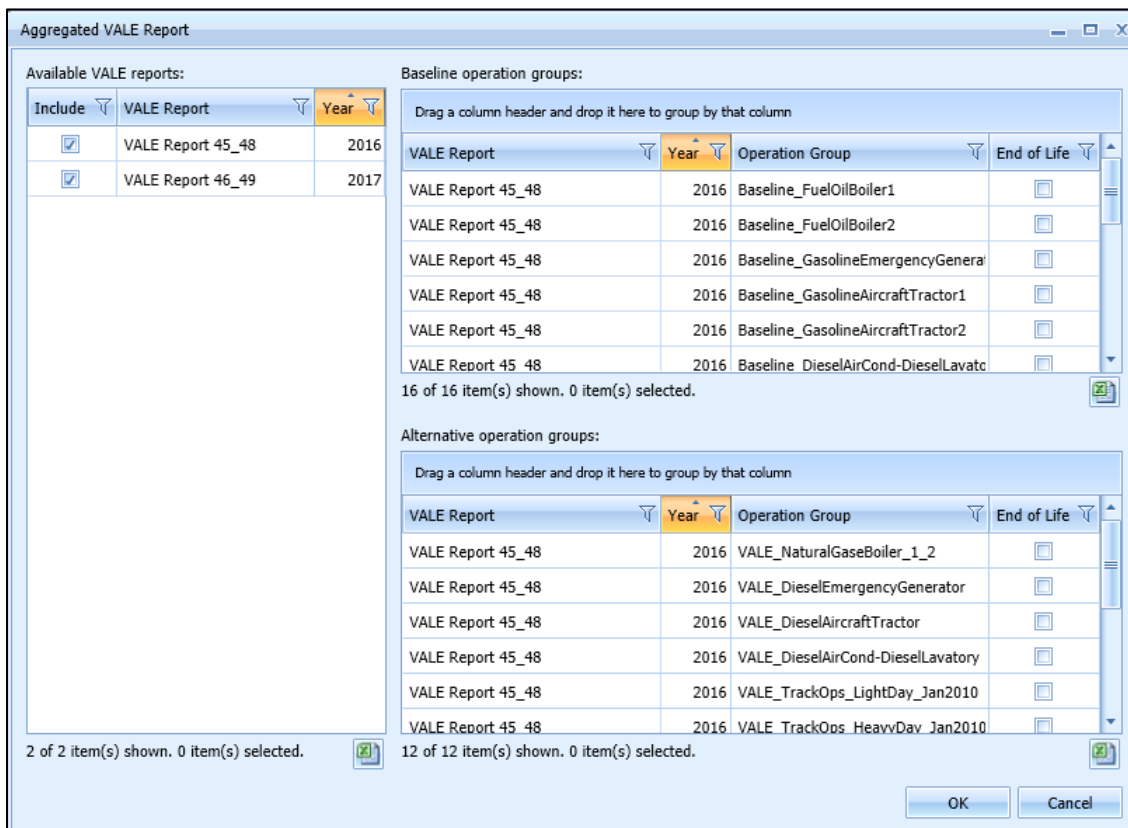 Aggregated VALE Report
Available VALE reports:
Include VALE Report Year
VALE Report 45_48 2016
VALE Report 46_49 2017
2 of 2 item(s) shown. 0 item(s) selected.
Baseline operation groups:
Drag a column header and drop it here to group by that column
VALE Report Year Operation Group End of Life
VALE Report 45_48 2016 Baseline_FuelOilBoiler1
VALE Report 45_48 2016 Baseline_FuelOilBoiler2
VALE Report 45_48 2016 Baseline_GasolineEmergencyGenera
VALE Report 45_48 2016 Baseline_GasolineAircraftTractor1
VALE Report 45_48 2016 Baseline_GasolineAircraftTractor2
VALE Report 45_48 2016 Baseline_DieselAirCond-DieselLavato
16 of 16 item(s) shown. 0 item(s) selected.
Alternative operation groups:
Drag a column header and drop it here to group by that column
VALE Report Year Operation Group End of Life
VALE Report 45_48 2016 VALE_NaturalGaseBoiler_1_2
VALE Report 45_48 2016 VALE_DieselEmergencyGenerator
VALE Report 45_48 2016 VALE_DieselAircraftTractor
VALE Report 45_48 2016 VALE_DieselAirCond-DieselLavatory
VALE Report 45_48 2016 VALE_TrackOps_LightDay_Jan2010
VALE Report 45_48 2016 VALE_TrackOps_HeavyDay_Jan2010
12 of 12 item(s) shown. 0 item(s) selected.
OK Cancel